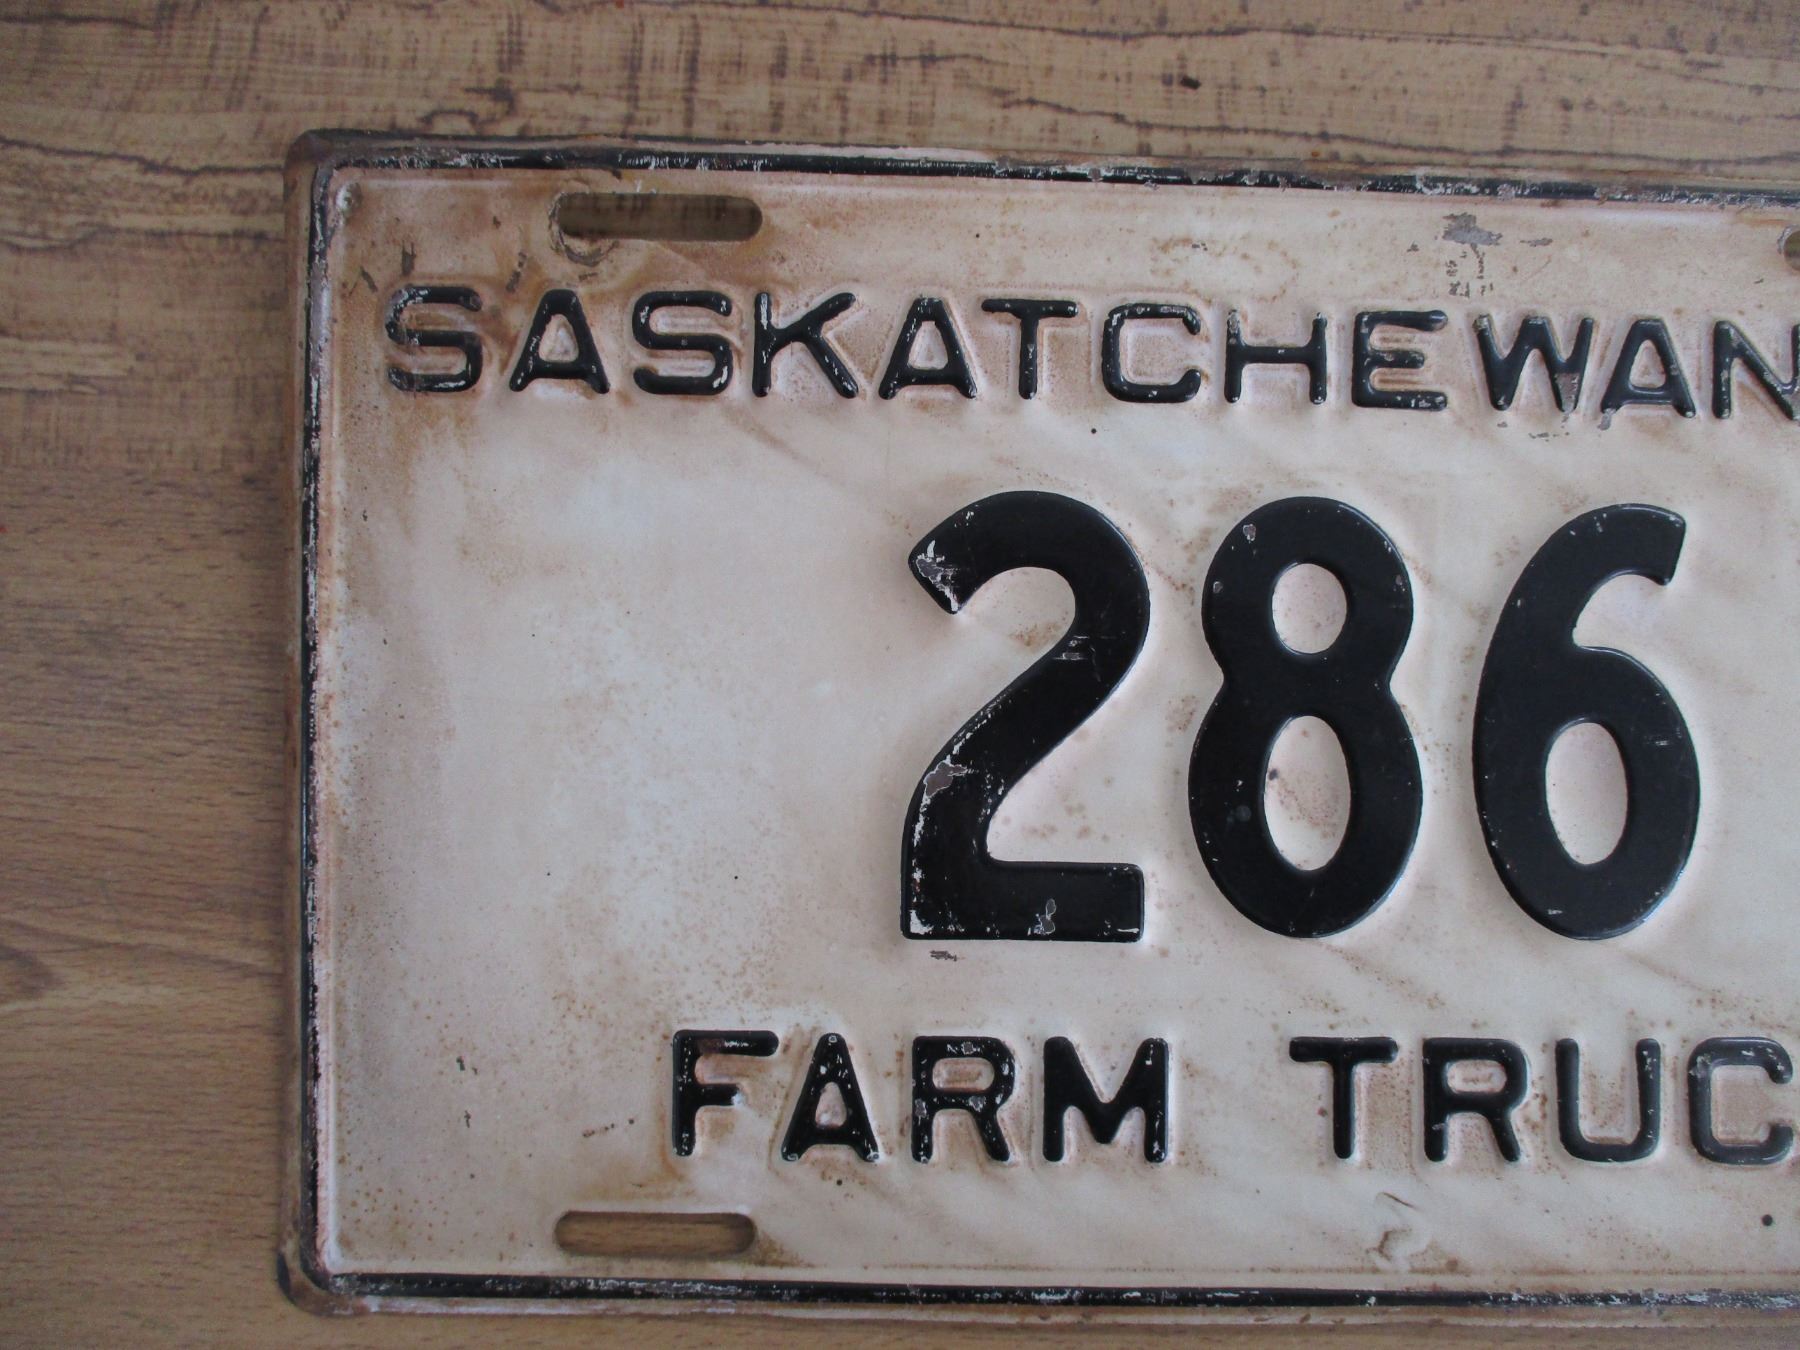 SASKATCHEWAN
286
FARM TRUC